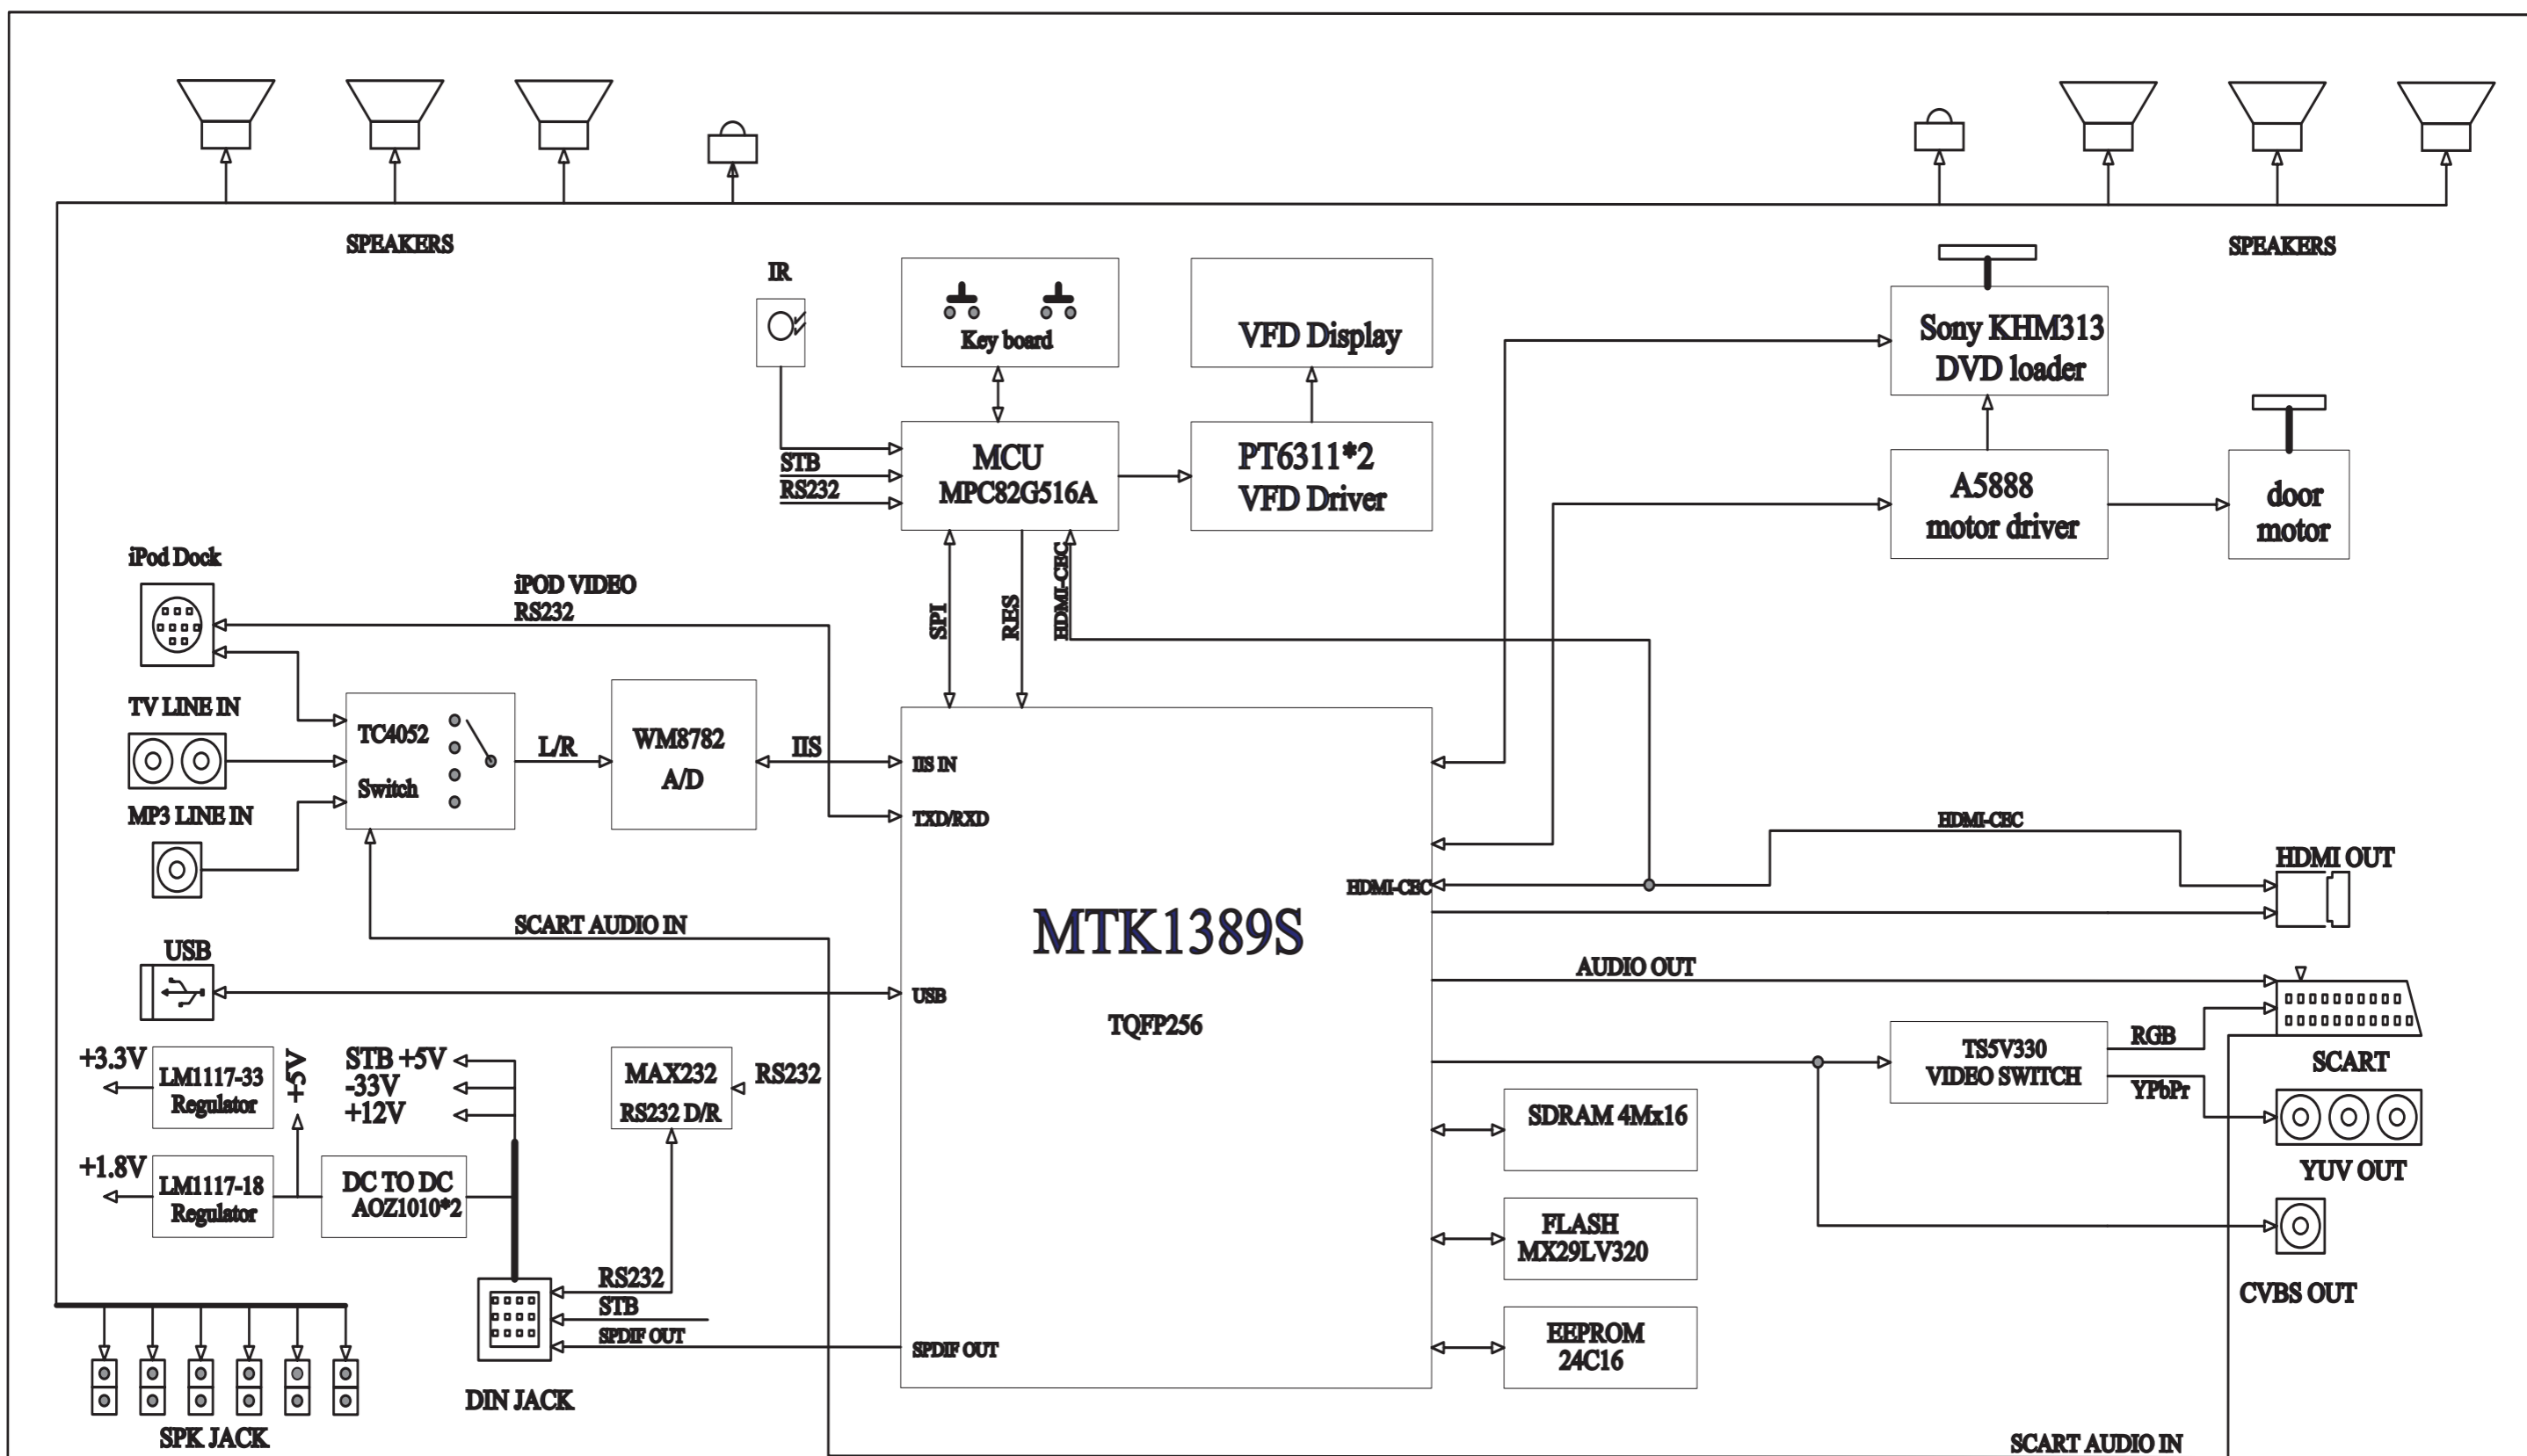 SPEAKERS
SPEAKERS
IR
Key board
VFD Display
Sony KHM313
DVD loader
STB
RS232
MCU
MPC82G516A
PT6311*2
VFD Driver
A5888
motor driver
door
motor
iPod Dock
iPOD VIDEO
RS232
SPI
RES
HDMI-CEC
TV LINE IN
TC4052
Switch
L/R
WM8782
A/D
IIS
IIS IN
MP3 LINE IN
TXD/RXD
HDMI-CEC
HDMI-CEC
HDMI OUT
MTK1389S
TQFP256
SCART AUDIO IN
USB
USB
AUDIO OUT
RGB
SCART
TS5V330
VIDEO SWITCH
YPbPr
YUV OUT
+3.3V
LM1117-33
Regulator
+5V
STB +5V
-33V
+12V
MAX232
RS232 D/R
RS232
SDRAM 4Mx16
+1.8V
LM1117-18
Regulator
DC TO DC
AOZ1010*2
FLASH
MX29LV320
CVBS OUT
RS232
STB
SPDIF OUT
SPDIF OUT
EEPROM
24C16
DIN JACK
SPK JACK
SCART AUDIO IN